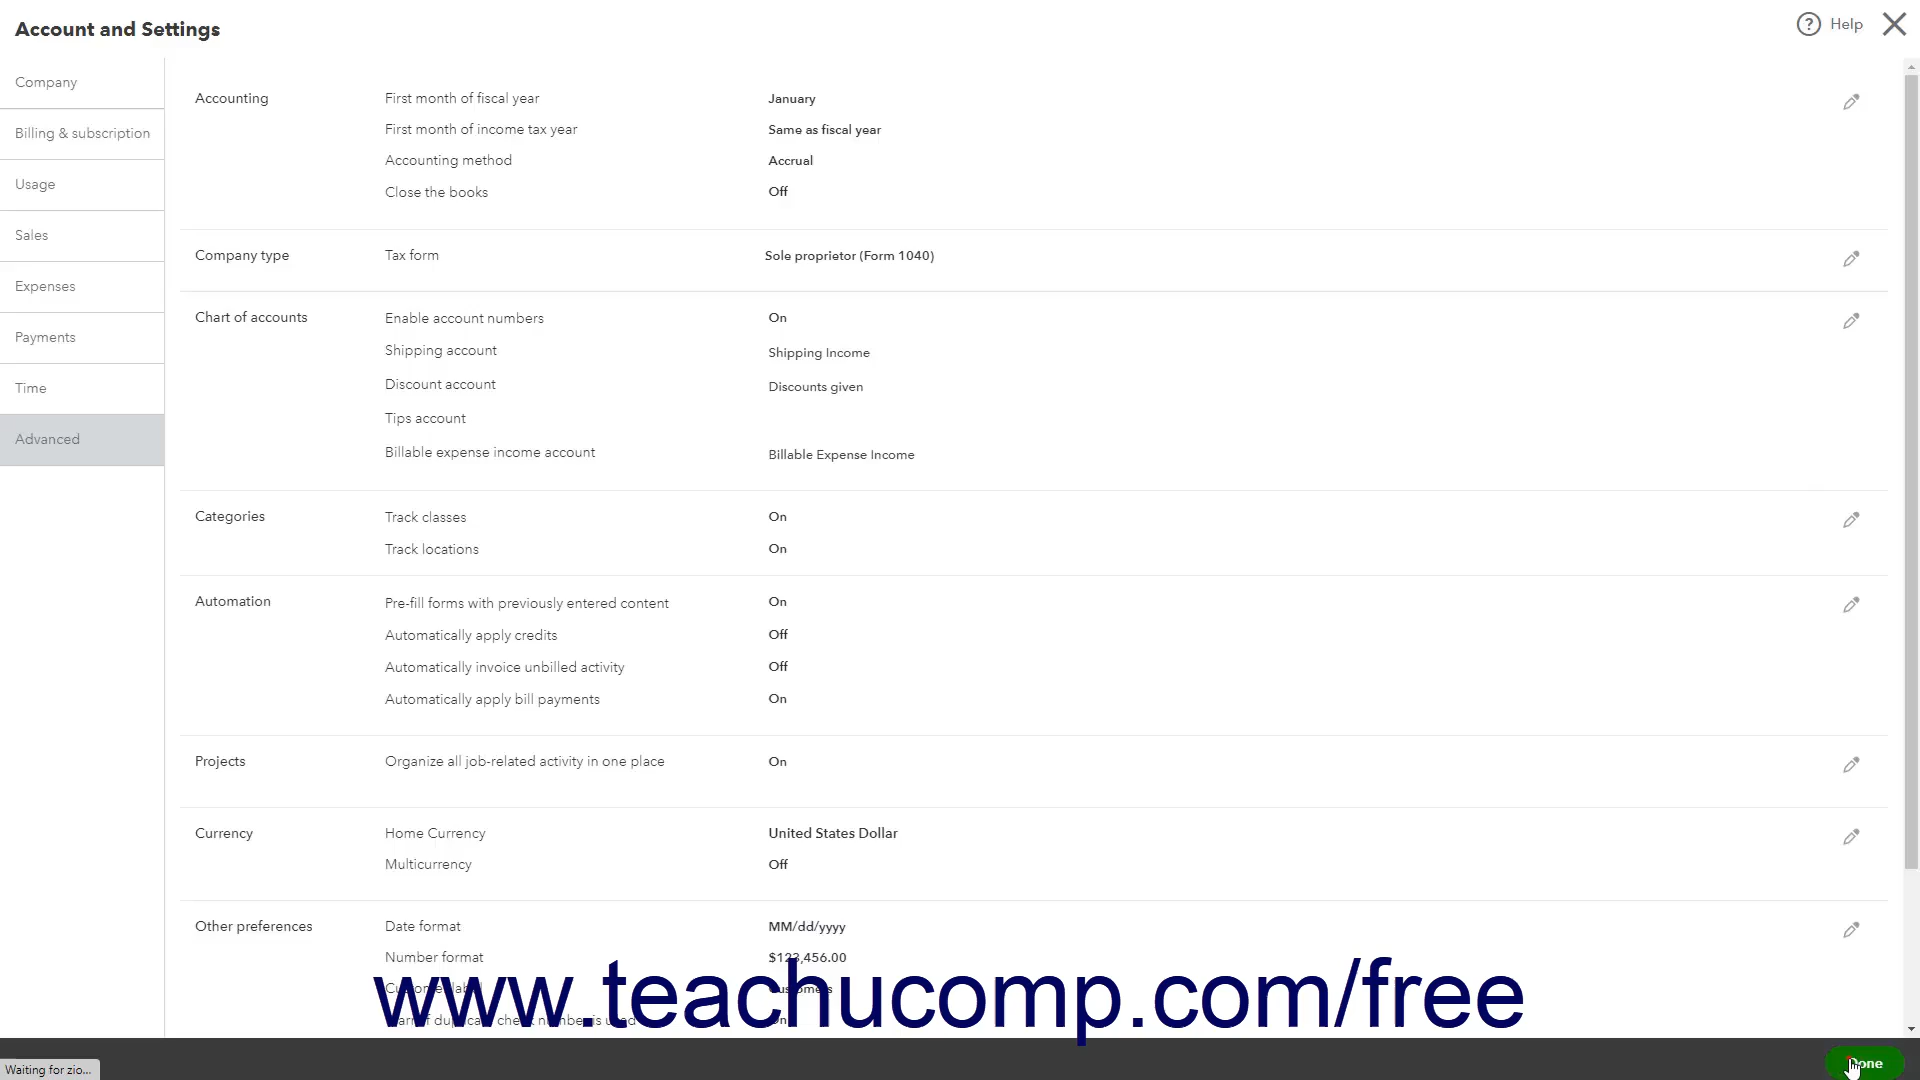 Account and Settings
Help
Company
Billing & subscription
Usage
Sales
Expenses
Payments
Time
Advanced
Accounting
First month of fiscal year January
First month of income tax year Same as fiscal year
Accounting method Accrual
Close the books Off
Company type Tax form Sole proprietor (Form 1040)
Chart of accounts Enable account numbers On
Shipping account Shipping Income
Discount account Discounts given
Tips account
Billable expense income account Billable Expense Income
Categories Track classes On
Track locations On
Automation Pre-fill forms with previously entered content On
Automatically apply credits Off
Automatically invoice unbilled activity Off
Automatically apply bill payments On
Projects Organize all job-related activity in one place On
Currency Home Currency United States Dollar
Multicurrency Off
Other preferences Date format MM/dd/yyyy
Number format $123,456.00
www.teachucomp.com/free
Waiting for zio...
Done